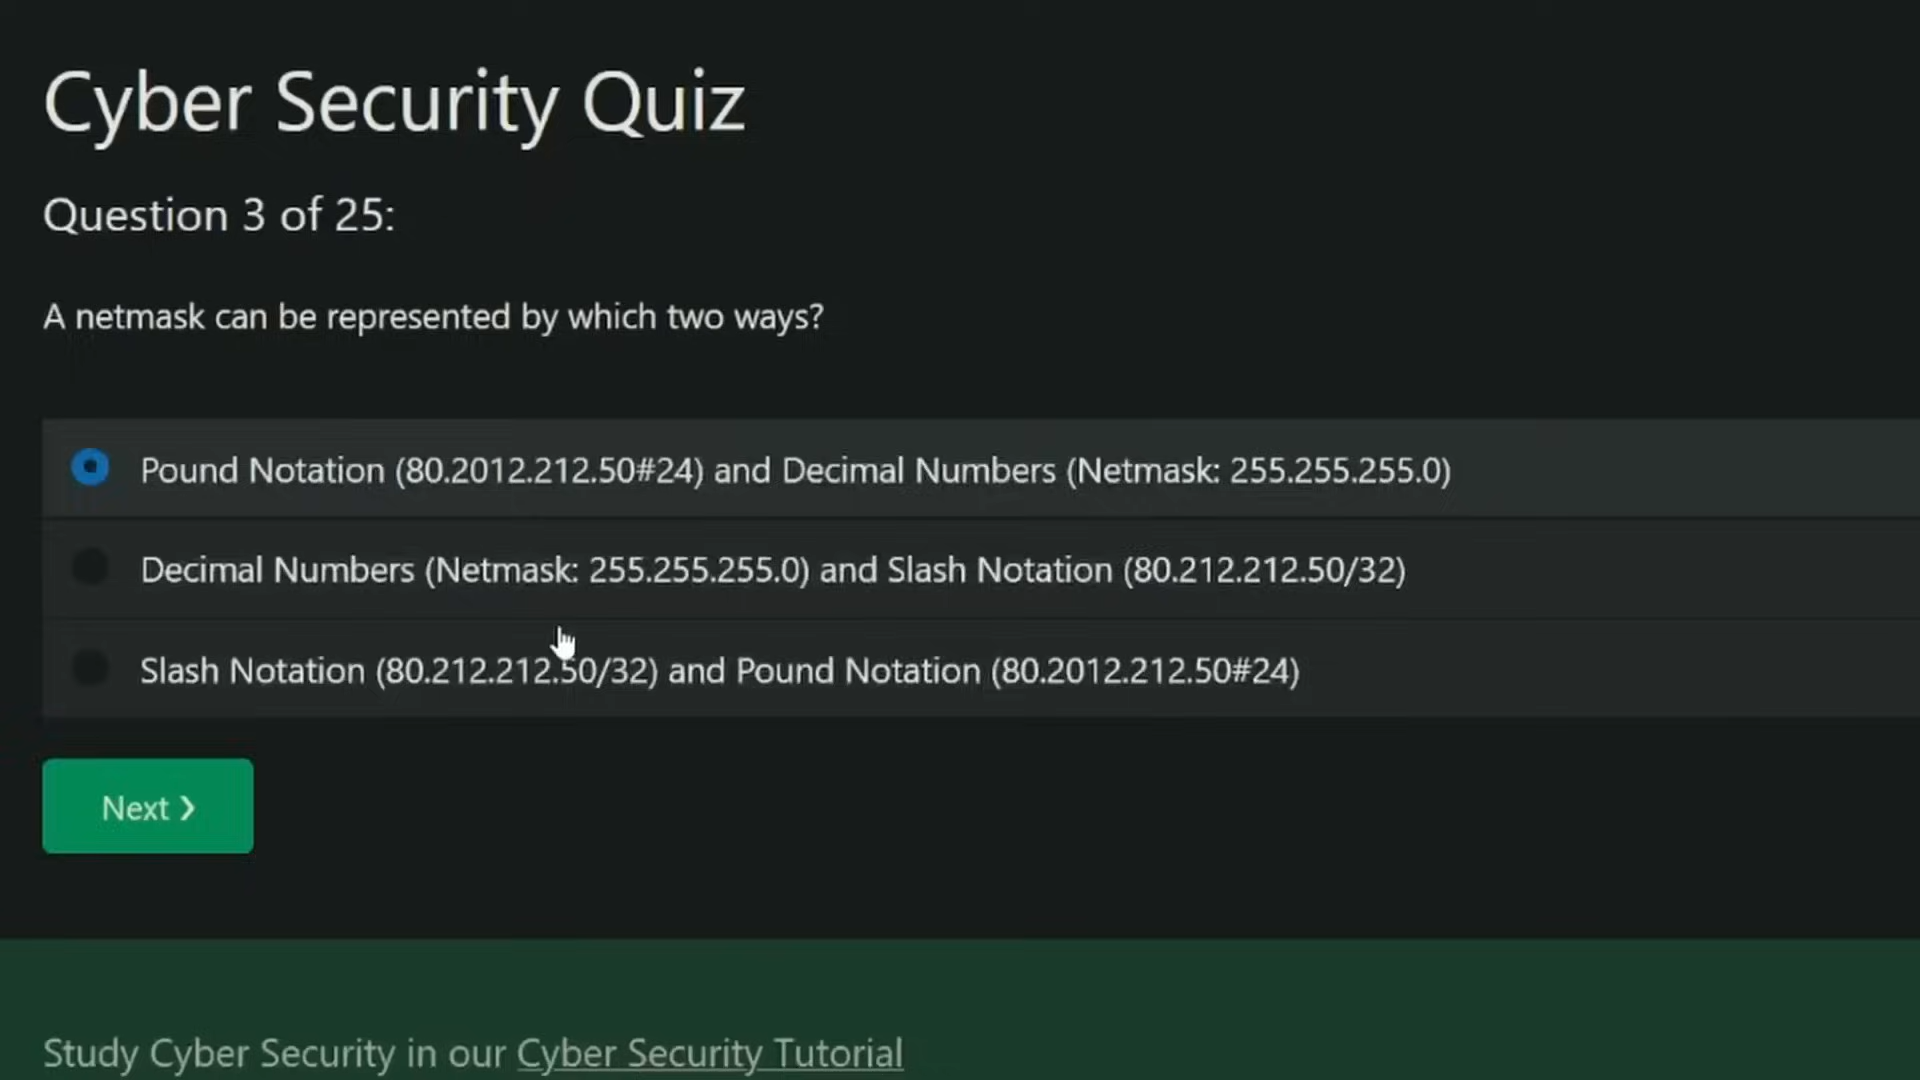 Cyber Security Quiz
Question 3 of 25:
A netmask can be represented by which two ways?
Pound Notation (80.2012.212.50#24) and Decimal Numbers (Netmask: 255.255.255.0)
Decimal Numbers (Netmask: 255.255.255.0) and Slash Notation (80.212.212.50/32)
Slash Notation (80.212.212.50/32) and Pound Notation (80.2012.212.50#24)
Next ❯
Study Cyber Security in our Cyber Security Tutorial